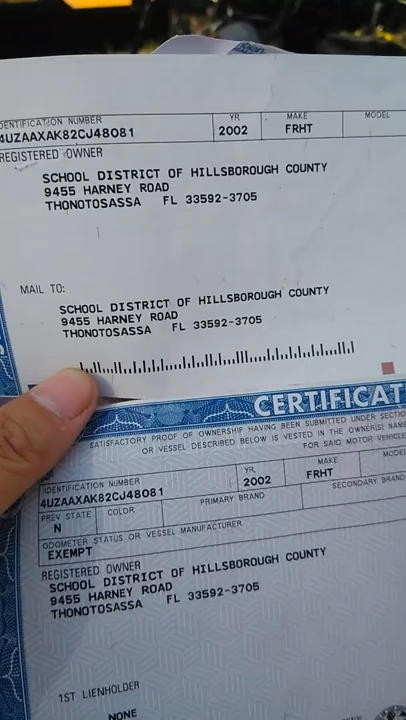 IDENTIFICATION NUMBER YR MAKE MODEL
4UZAAXAK82CJ48081 2002 FRHT
REGISTERED OWNER
SCHOOL DISTRICT OF HILLSBOROUGH COUNTY
9455 HARNEY ROAD
THONOTOSASSA FL 33592-3705
MAIL TO:
SCHOOL DISTRICT OF HILLSBOROUGH COUNTY
9455 HARNEY ROAD
THONOTOSASSA FL 33592-3705
CERTIFICAT
SATISFACTORY PROOF OF OWNERSHIP HAVING BEEN SUBMITTED UNDER SECTIO
OR VESSEL DESCRIBED BELOW IS VESTED IN THE OWNER(S) NAME
FOR SAID MOTOR VEHICLE
IDENTIFICATION NUMBER YR. MAKE MODEL
4UZAAXAK82CJ48081 2002 FRHT
PREV STATE COLOR PRIMARY BRAND SECONDARY BRAND
N
ODOMETER STATUS OR VESSEL MANUFACTURER
EXEMPT
REGISTERED OWNER
SCHOOL DISTRICT OF HILLSBOROUGH COUNTY
9455 HARNEY ROAD
THONOTOSASSA FL 33592-3705
1ST LIENHOLDER
NONE